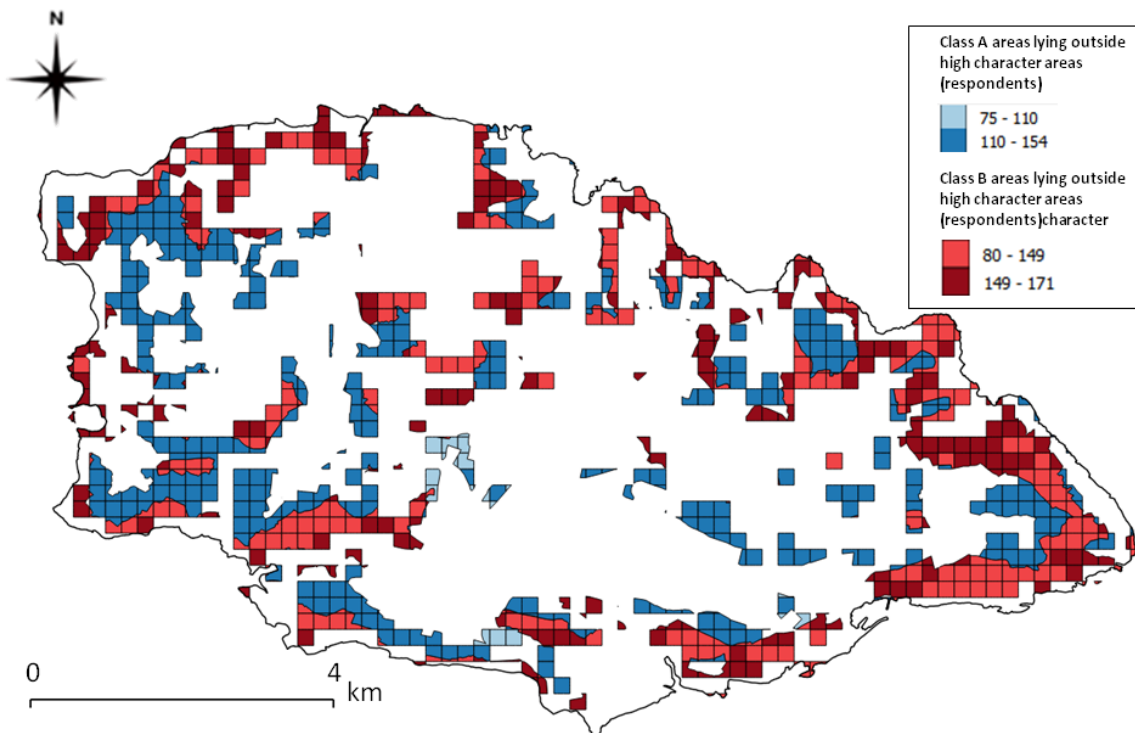 N
Class A areas lying outside
high character areas
(respondents)
75 - 110
110 - 154
Class B areas lying outside
high character areas
(respondents)character
80 - 149
149 - 171
0 4
km